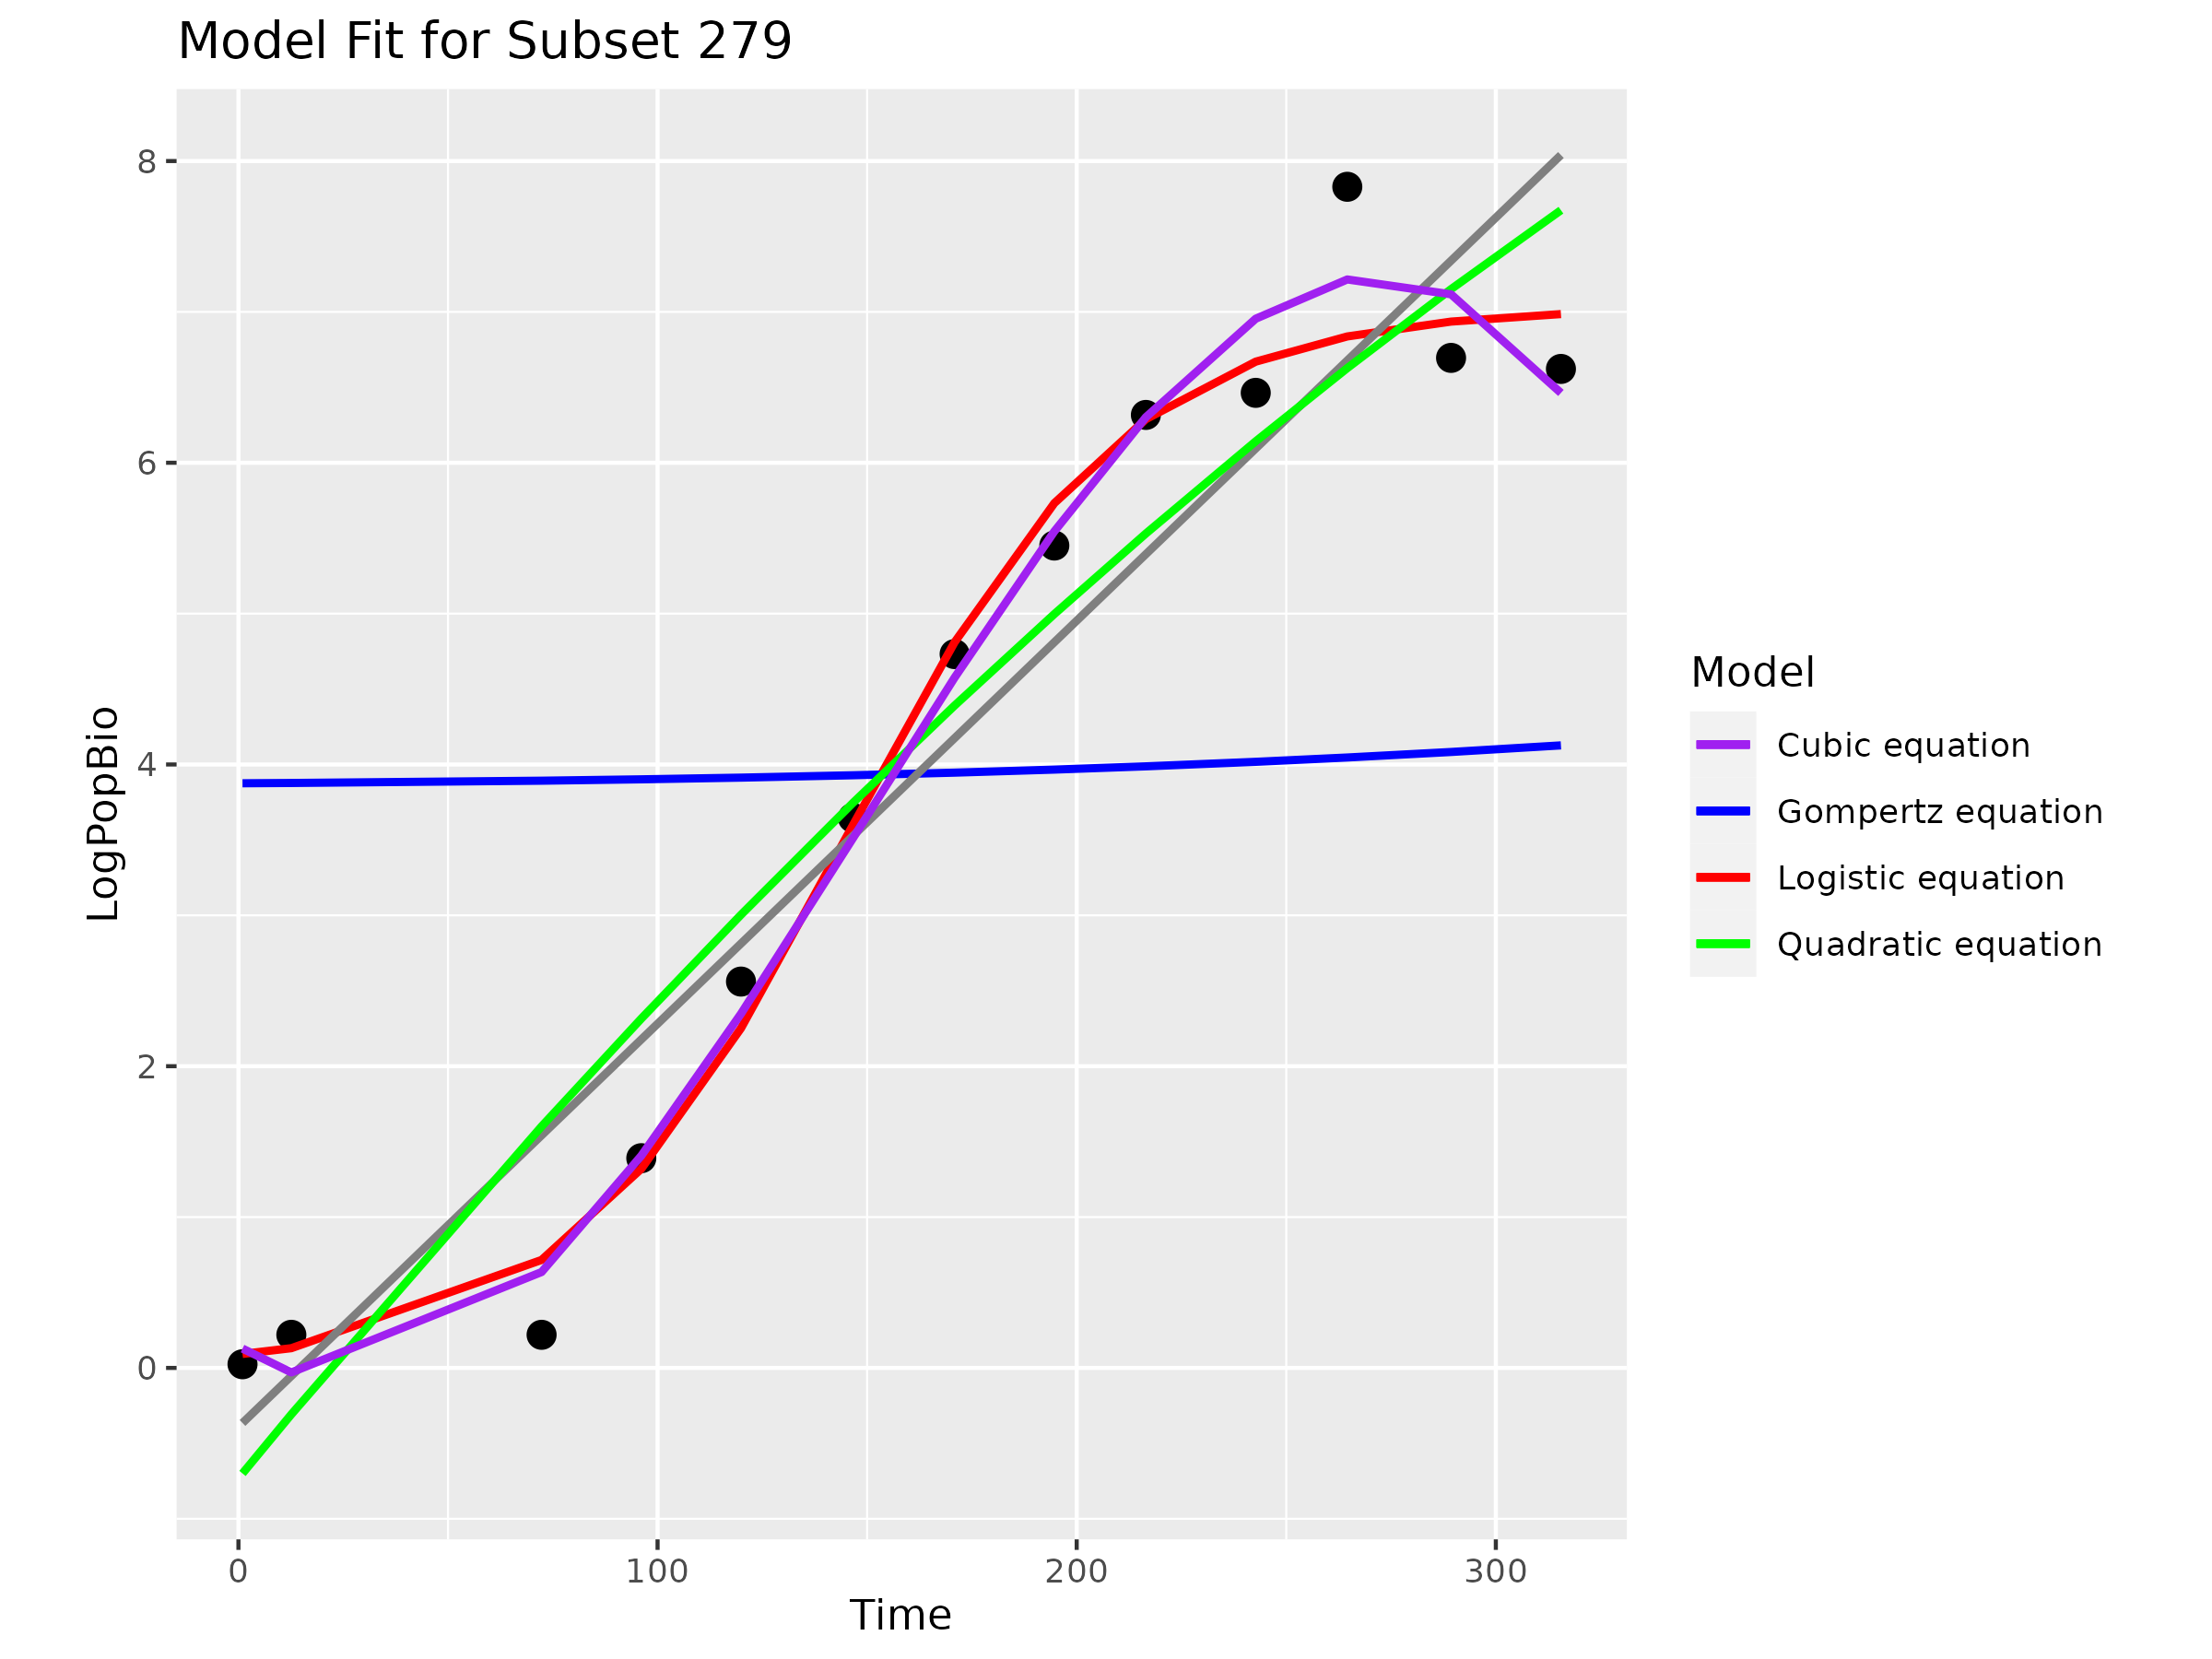 Model Fit for Subset 279
8
6
4
2
0
LogPopBio
0 100 200 300
Time
Model
Cubic equation
Gompertz equation
Logistic equation
Quadratic equation